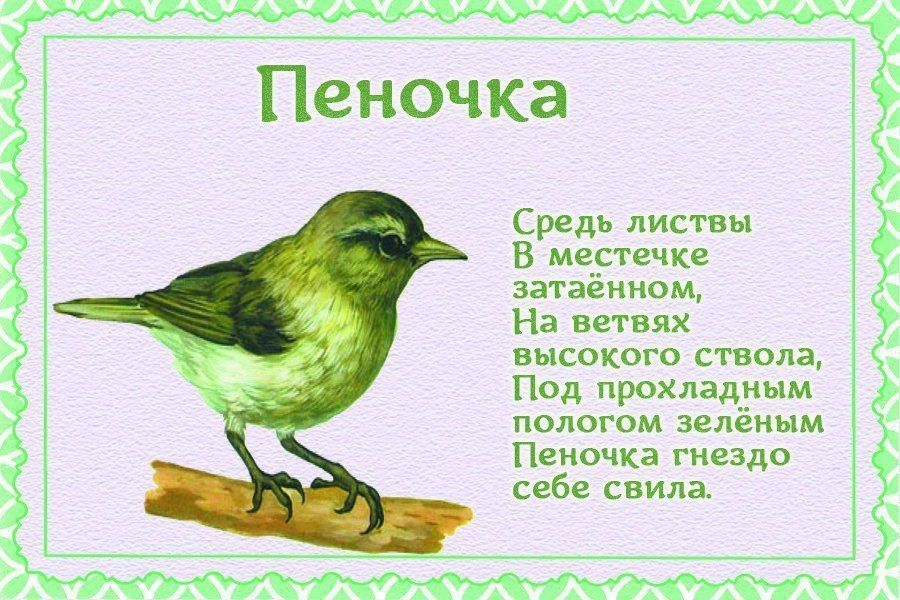 Пеночка
Средь листвы
В местечке
затаённом,
На ветвях
высокого ствола,
Под прохладным
пологом зелёным
Пеночка гнездо
себе свила.